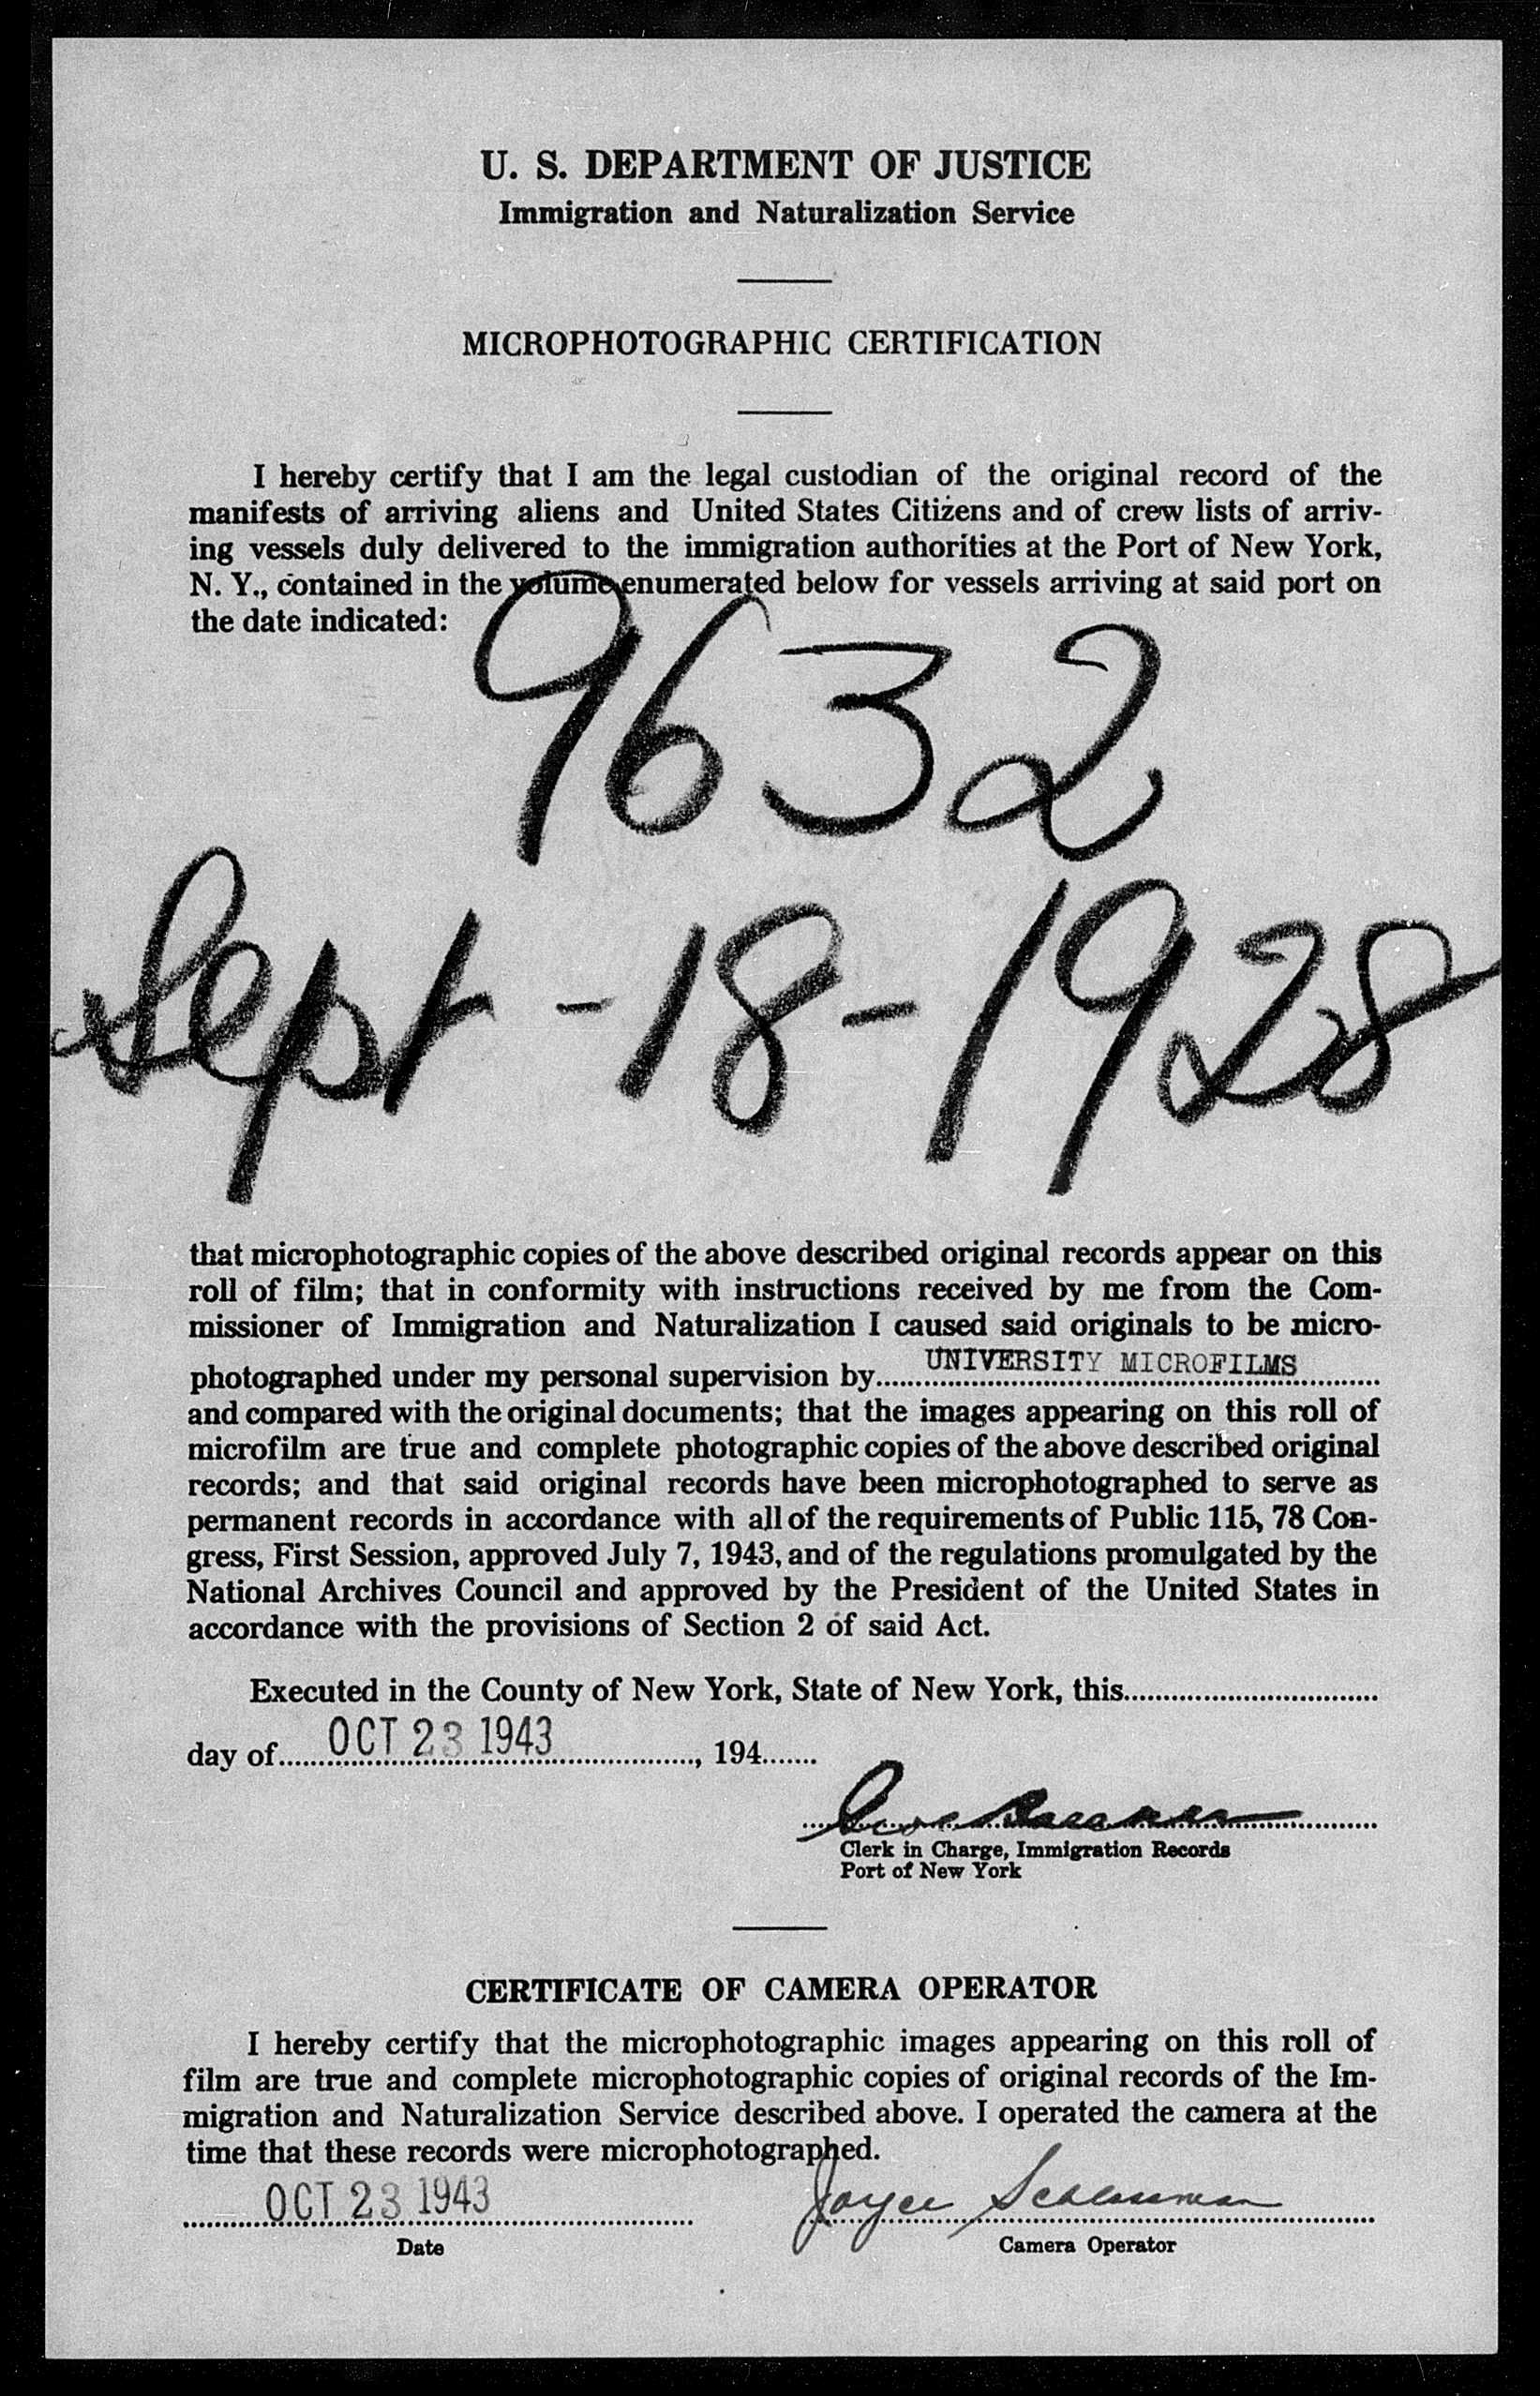 U. S. DEPARTMENT OF JUSTICE
Immigration and Naturalization Service
MICROPHOTOGRAPHIC CERTIFICATION
I hereby certify that I am the legal custodian of the original record of the
manifests of arriving aliens and United States Citizens and of crew lists of arriv-
ing vessels duly delivered to the immigration authorities at the Port of New York,
N. Y., contained in the volume enumerated below for vessels arriving at said port on
the date indicated:
9632
Sept - 18 - 1928
that microphotographic copies of the above described original records appear on this
roll of film; that in conformity with instructions received by me from the Com-
missioner of Immigration and Naturalization I caused said originals to be micro-
photographed under my personal supervision by UNIVERSITY MICROFILMS
and compared with the original documents; that the images appearing on this roll of
microfilm are true and complete photographic copies of the above described original
records; and that said original records have been microphotographed to serve as
permanent records in accordance with all of the requirements of Public 115, 78 Con-
gress, First Session, approved July 7, 1943, and of the regulations promulgated by the
National Archives Council and approved by the President of the United States in
accordance with the provisions of Section 2 of said Act.
Executed in the County of New York, State of New York, this
day of OCT 23 1943, 194
Clerk in Charge, Immigration Records
Port of New York
CERTIFICATE OF CAMERA OPERATOR
I hereby certify that the microphotographic images appearing on this roll of
film are true and complete microphotographic copies of original records of the Im-
migration and Naturalization Service described above. I operated the camera at the
time that these records were microphotographed.
OCT 23 1943 Joyce
Date Camera Operator